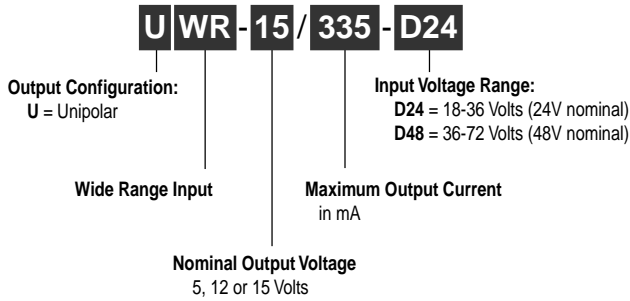 UWR-15/335-D24
Output Configuration:
U = Unipolar
Input Voltage Range:
D24 = 18-36 Volts (24V nominal)
D48 = 36-72 Volts (48V nominal)
Wide Range Input
Maximum Output Current
in mA
Nominal Output Voltage
5, 12 or 15 Volts